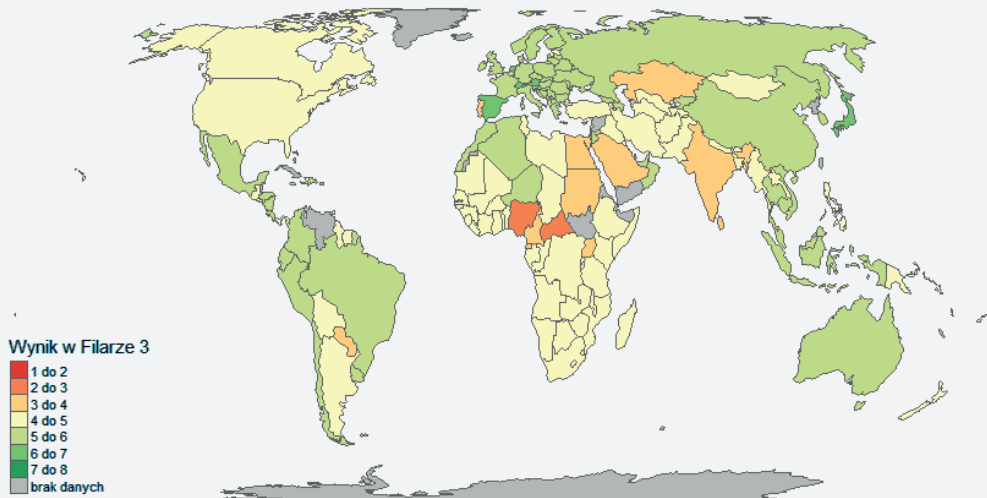 Wynik w Filarze 3
1 do 2
2 do 3
3 do 4
4 do 5
5 do 6
6 do 7
7 do 8
brak danych